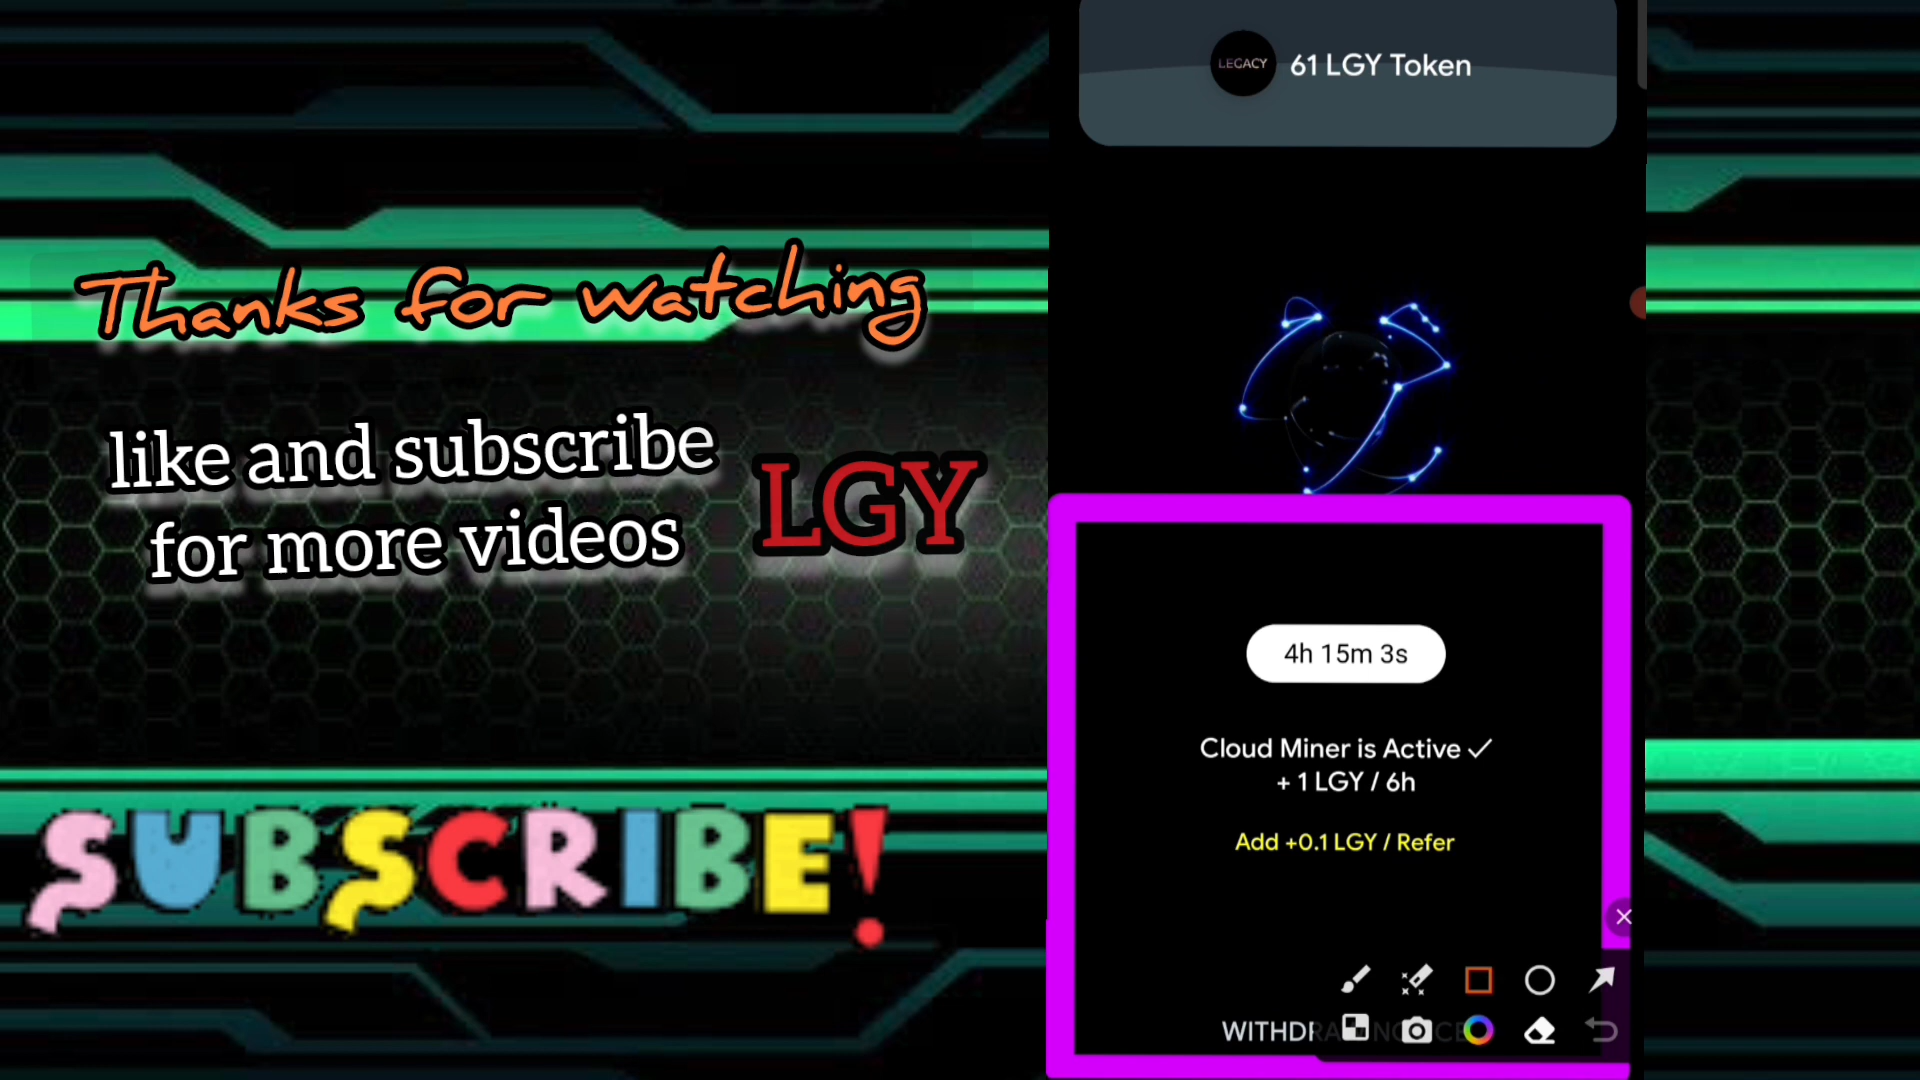 Thanks for watching
like and subscribe
for more videos
LGY
SUBSCRIBE!
LEGACY
61 LGY Token
4h 15m 3s
Cloud Miner is Active ✓
+ 1 LGY / 6h
Add +0.1 LGY / Refer